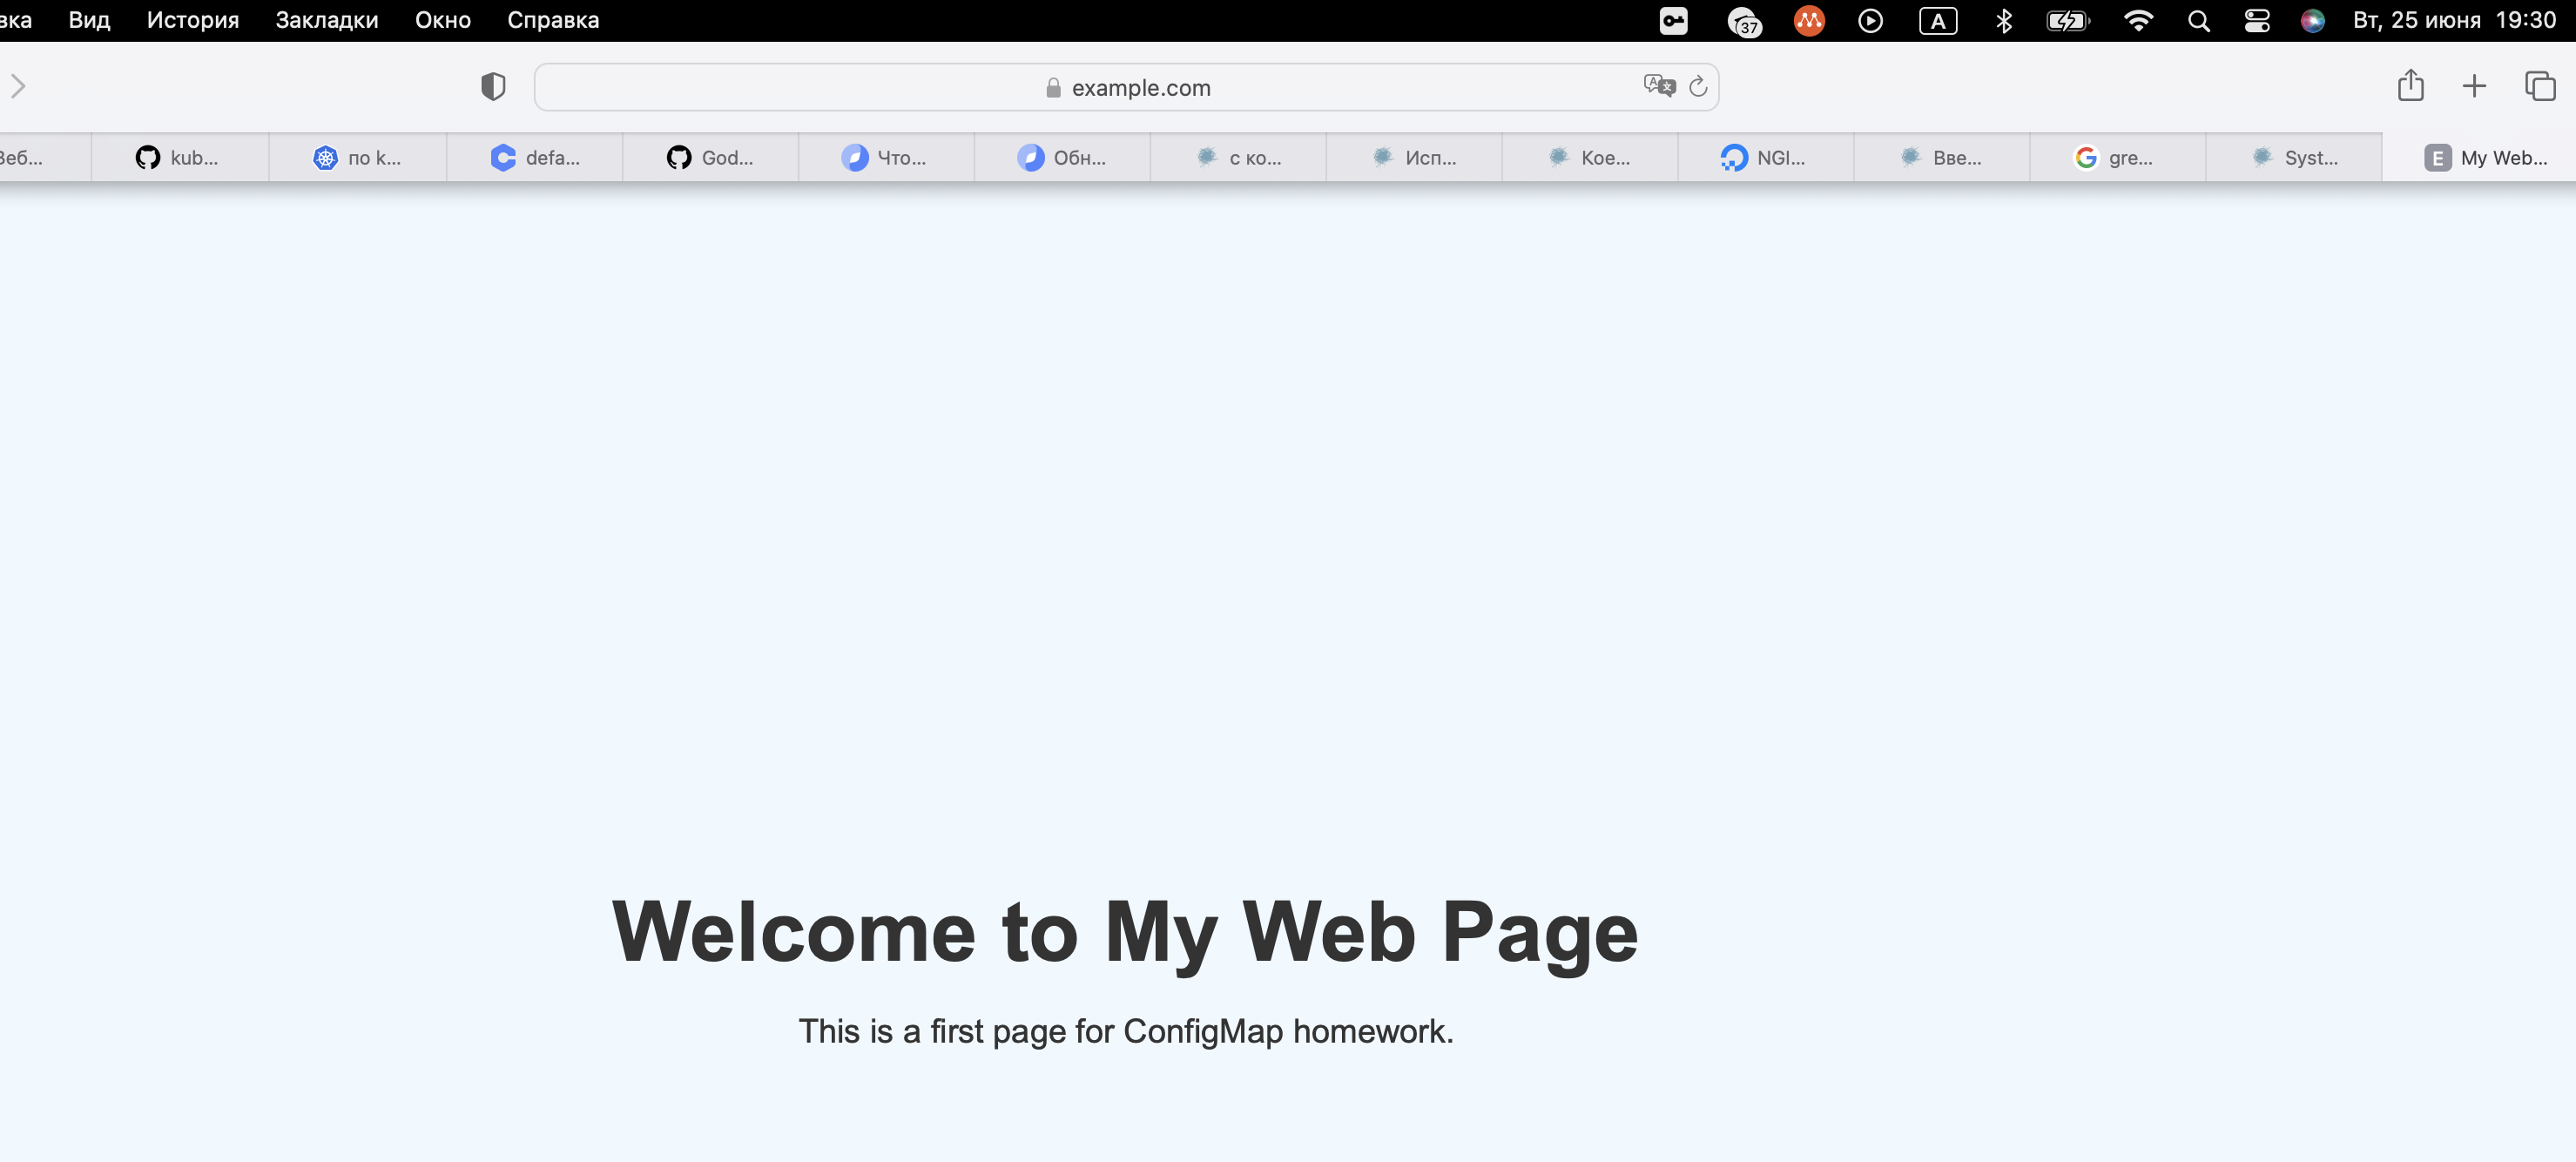 вка Вид История Закладки Окно Справка 37 A Вт, 25 июня 19:30
example.com
Веб... kub... по k... defa... God... Что... Обн... с ко... Исп... Кое... NGI... Вве... gre... Syst... E My Web...
Welcome to My Web Page
This is a first page for ConfigMap homework.